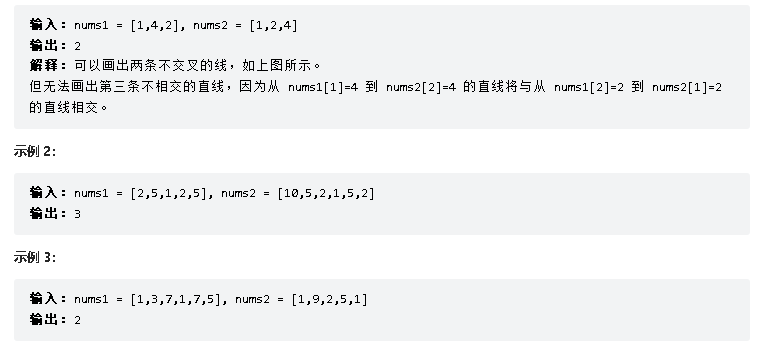 输入：nums1 = [1,4,2], nums2 = [1,2,4]
输出：2
解释：可以画出两条不交叉的线，如上图所示。
但无法画出第三条不相交的直线，因为从 nums1[1]=4 到 nums2[2]=4 的直线将与从 nums1[2]=2 到 nums2[1]=2
的直线相交。
示例 2:
输入：nums1 = [2,5,1,2,5], nums2 = [10,5,2,1,5,2]
输出：3
示例 3:
输入：nums1 = [1,3,7,1,7,5], nums2 = [1,9,2,5,1]
输出：2